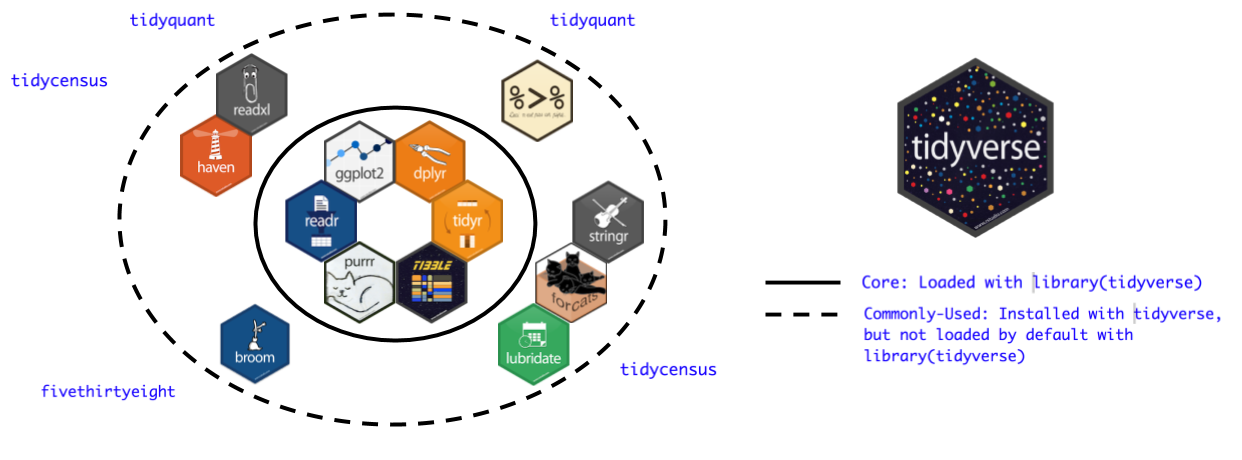 tidyquant
tidyquant
tidycensus
readxl
%>%
haven
ggplot2
dplyr
tidyverse
readr
tidyr
stringr
purrr
TIBBLE
forcats
Core: Loaded with library(tidyverse)
Commonly-Used: Installed with tidyverse,
but not loaded by default with
library(tidyverse)
broom
lubridate
tidycensus
fivethirtyeight